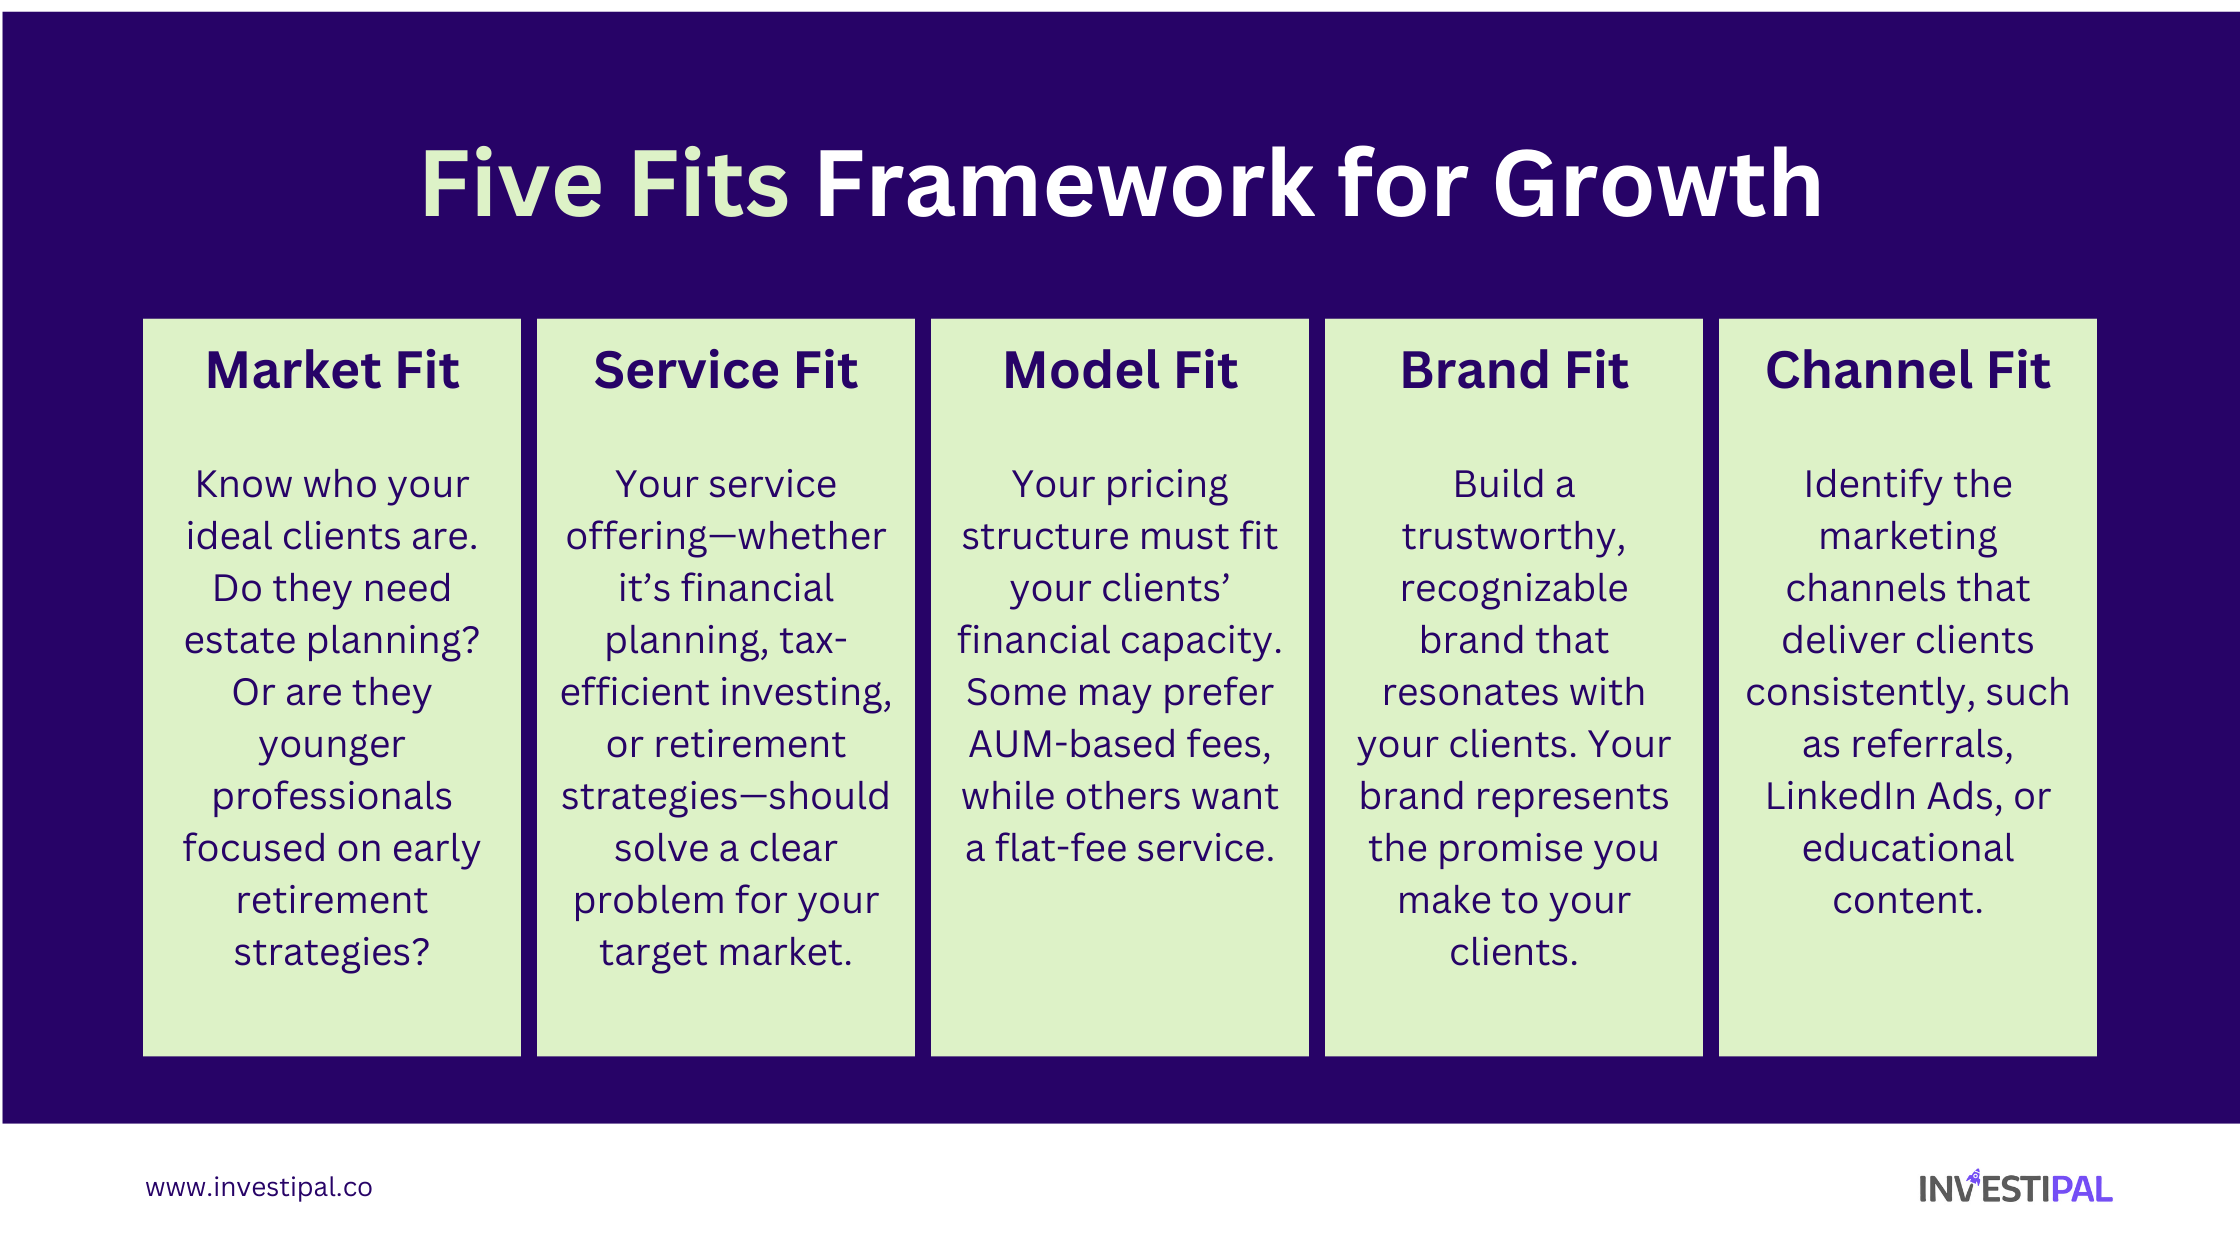 Five Fits Framework for Growth
Market Fit
Know who your
ideal clients are.
Do they need
estate planning?
Or are they
younger
professionals
focused on early
retirement
strategies?
Service Fit
Your service
offering—whether
it’s financial
planning, tax-
efficient investing,
or retirement
strategies—should
solve a clear
problem for your
target market.
Model Fit
Your pricing
structure must fit
your clients’
financial capacity.
Some may prefer
AUM-based fees,
while others want
a flat-fee service.
Brand Fit
Build a
trustworthy,
recognizable
brand that
resonates with
your clients. Your
brand represents
the promise you
make to your
clients.
Channel Fit
Identify the
marketing
channels that
deliver clients
consistently, such
as referrals,
LinkedIn Ads, or
educational
content.
www.investipal.co
INVESTIPAL